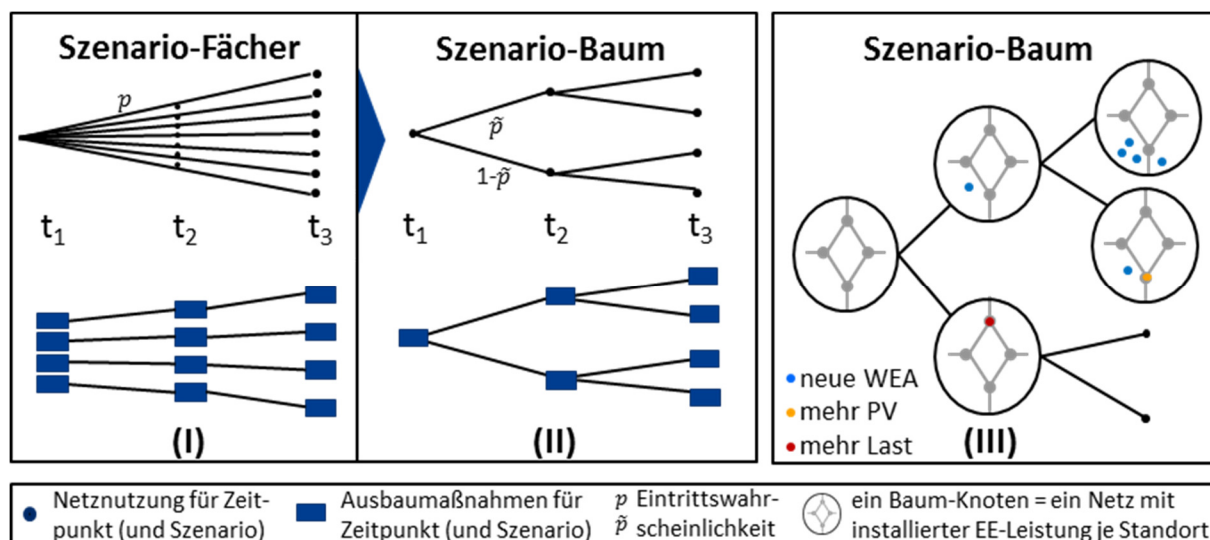 Szenario-Fächer
p
t1 t2 t3
(I)
Szenario-Baum
p̃
1-p̃
t1 t2 t3
(II)
Szenario-Baum
neue WEA
mehr PV
mehr Last
(III)
Netznutzung für Zeit-
punkt (und Szenario)
Ausbaumaßnahmen für
Zeitpunkt (und Szenario)
p Eintrittswahr-
p̃ scheinlichkeit
ein Baum-Knoten = ein Netz mit
installierter EE-Leistung je Standort